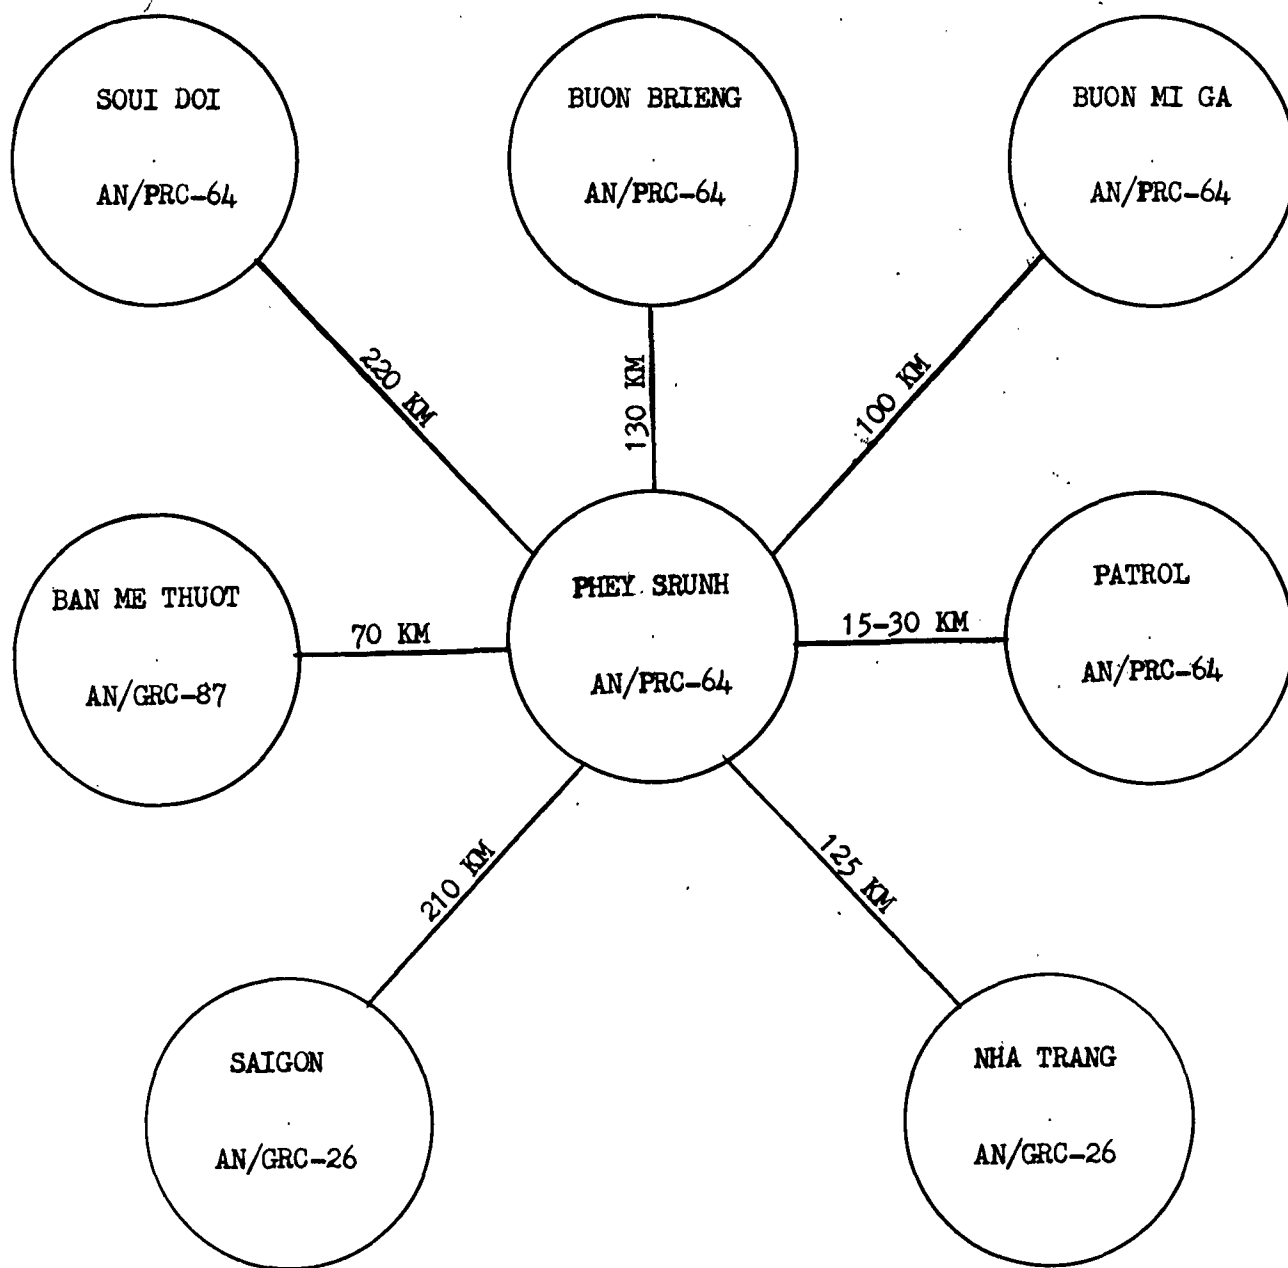 SOUI DOI
AN/PRC-64
BUON BRIENG
AN/PRC-64
BUON MI GA
AN/PRC-64
220 KM
130 KM
100 KM
BAN ME THUOT
AN/GRC-87
70 KM
PHEY SRUNH
AN/PRC-64
15-30 KM
PATROL
AN/PRC-64
210 KM
125 KM
SAIGON
AN/GRC-26
NHA TRANG
AN/GRC-26